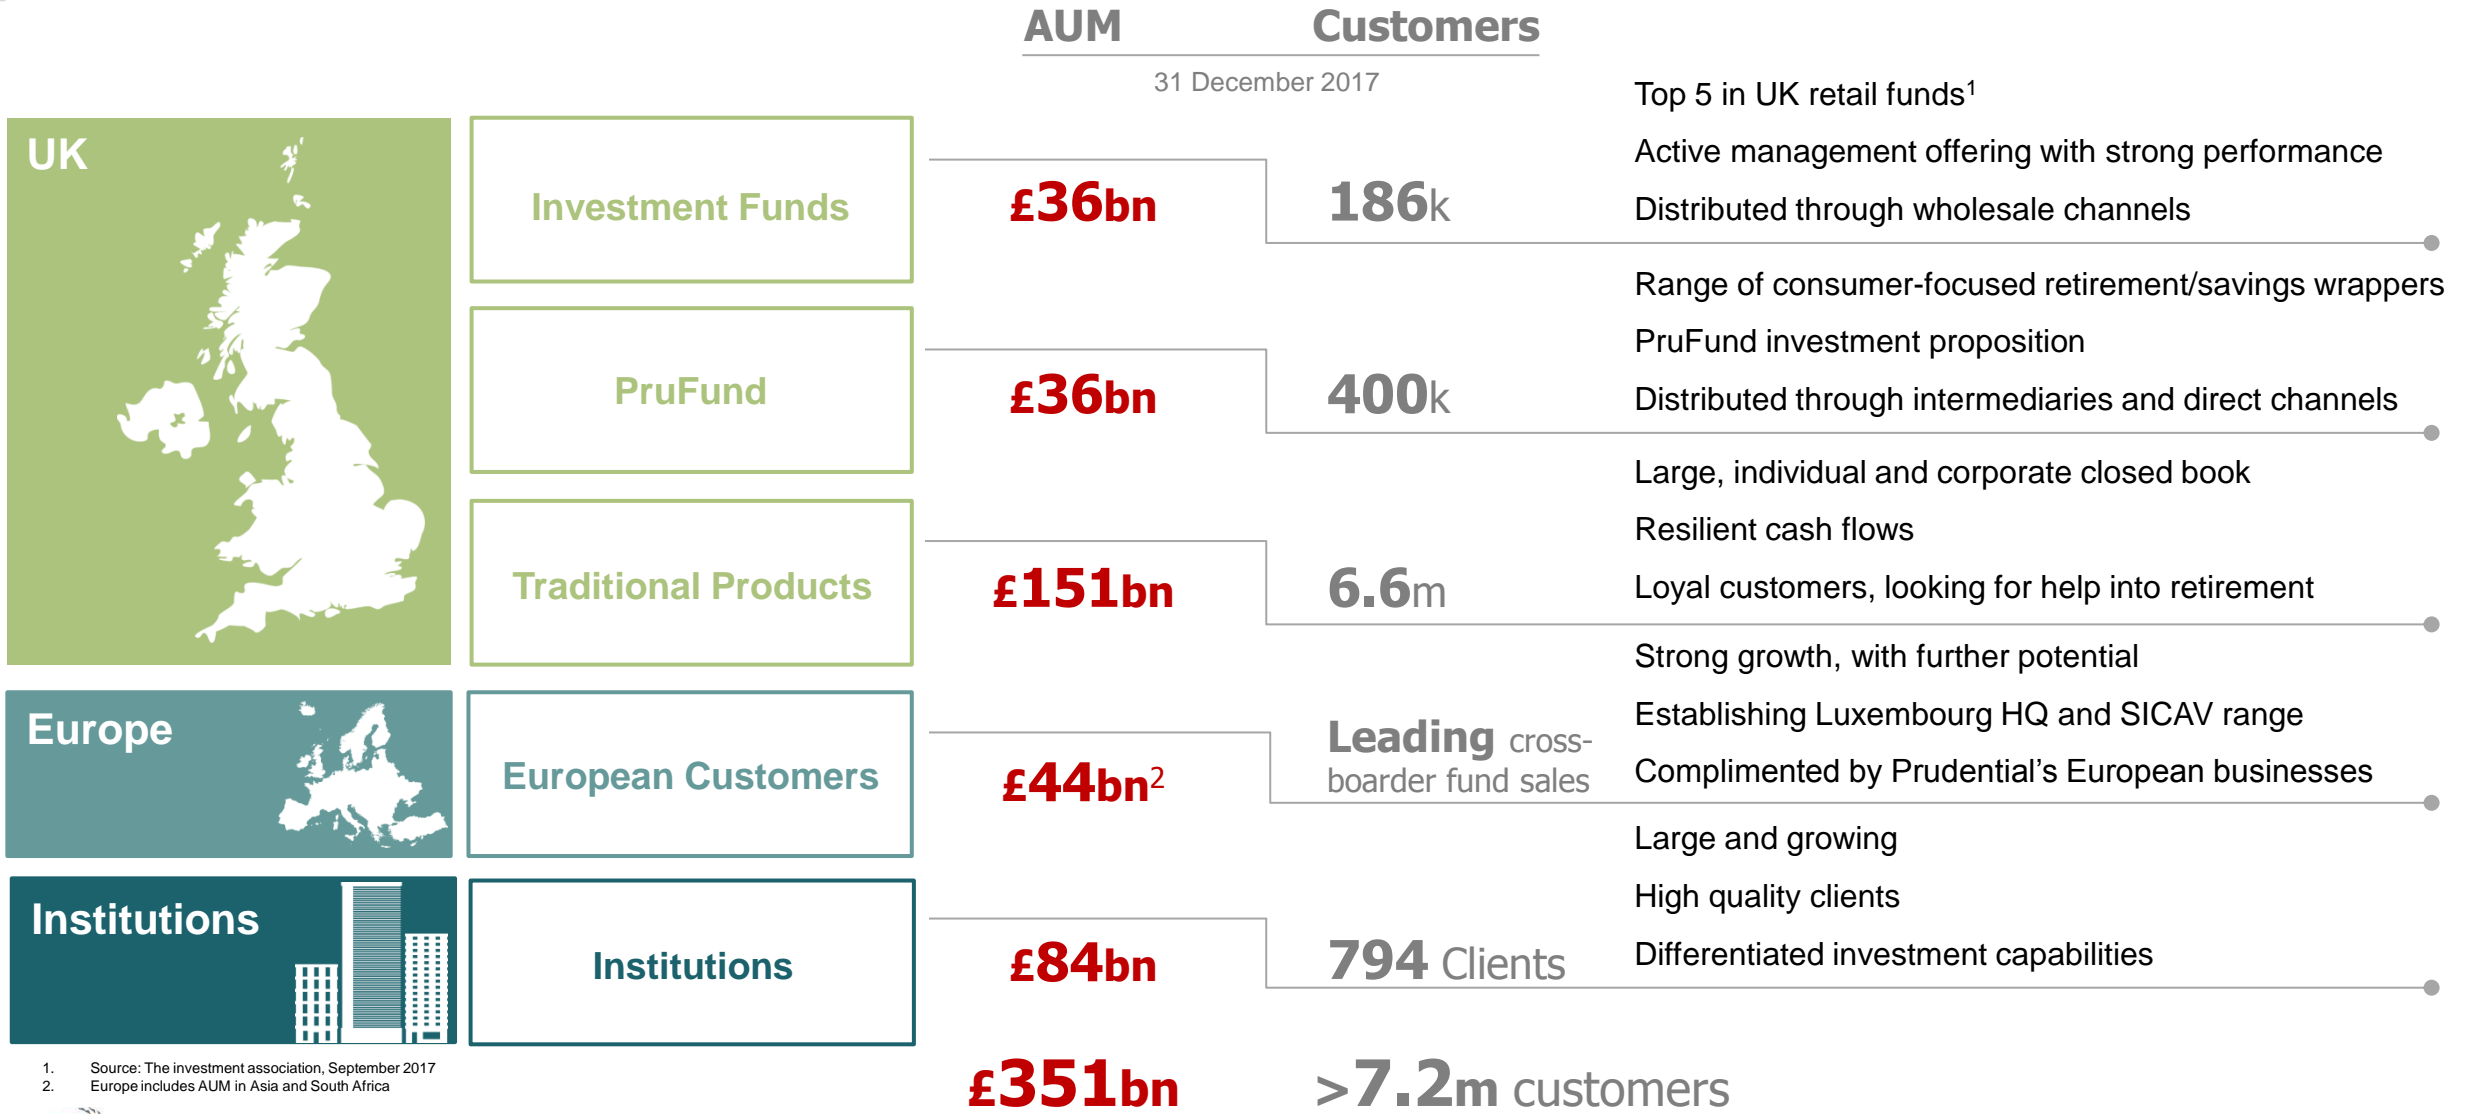 AUM Customers
31 December 2017
UK
Investment Funds
£36bn
186k
Top 5 in UK retail funds1
Active management offering with strong performance
Distributed through wholesale channels
PruFund
£36bn
400k
Range of consumer-focused retirement/savings wrappers
PruFund investment proposition
Distributed through intermediaries and direct channels
Traditional Products
£151bn
6.6m
Large, individual and corporate closed book
Resilient cash flows
Loyal customers, looking for help into retirement
Europe
European Customers
£44bn2
Leading cross-
boarder fund sales
Strong growth, with further potential
Establishing Luxembourg HQ and SICAV range
Complimented by Prudential's European businesses
Institutions
Institutions
£84bn
794 Clients
Large and growing
High quality clients
Differentiated investment capabilities
£351bn
>7.2m customers
1. Source: The investment association, September 2017
2. Europe includes AUM in Asia and South Africa